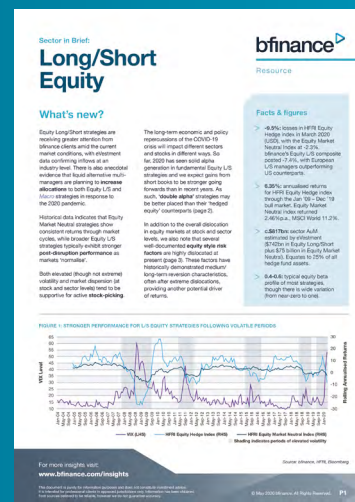 Sector in Brief:
Long/Short
Equity
bfinance
Resource
What's new?
Equity Long/Short strategies are
receiving greater attention from
bfinance clients amid the current
market conditions, with eInvestment
data confirming inflows at an
industry level. There is also anecdotal
evidence that liquid alternative multi-
managers are planning to increase
allocations to both Equity L/S and
Macro strategies in response to
the 2020 pandemic.
Historical data indicates that Equity
Market Neutral strategies show
consistent returns through market
cycles, while broader Equity L/S
strategies typically exhibit stronger
post-disruption performance as
markets 'normalise'.
Both elevated (though not extreme)
volatility and market dispersion (at
stock and sector levels) tend to be
supportive of active stock-picking.
The long-term economic and policy
repercussions of the COVID-19
crisis will impact different sectors
and stocks in different ways. So
far, 2020 has seen solid alpha
generation in fundamental Equity L/S
strategies and we expect gains from
short books to be stronger going
forwards than in recent years. As
such, 'double alpha' strategies may
be better placed than their 'hedged
equity' counterparts (page 2).
In addition to the overall dislocation
in equity markets at stock and sector
levels, we also note that several
well-documented equity style risk
factors are highly dislocated at
present (page 3). These factors have
historically demonstrated medium/
long-term reversion characteristics,
often after extreme dislocations,
providing another potential driver
of returns.
Facts & figures
-9.5%: losses in HFRI Equity
Hedge Index in March 2020
(USD), with the Equity Market
Neutral Index at -2.3%.
bfinance's Equity L/S composite
posted -7.4%, with European
L/S managers outperforming
US counterparts.
6.35%: annualised returns
for HFRI Equity Hedge Index
through the Jan '09 – Dec '19
bull market. Equity Market
Neutral Index returned
2.46%p.a., MSCI World 11.2%.
c.$817bn: sector AuM
estimated by eVestment
($742bn in Equity Long/Short
plus $75 billion in Equity Market
Neutral). Equates to 25% of all
hedge fund assets.
0.4-0.6: typical equity beta
profile of most strategies,
though there is wide variation
(from near-zero to one).
FIGURE 1: STRONGER PERFORMANCE FOR L/S EQUITY STRATEGIES FOLLOWING VOLATILE PERIODS
VIX Level
Rolling Annualised Returns
VIX (LHS)
HFRI Equity Hedge Index (RHS)
HFRI Equity Market Neutral Index (RHS)
Shading indicates periods of elevated volatility
Source: bfinance, HFRI, Bloomberg
For more insights visit:
www.bfinance.com/insights
P1